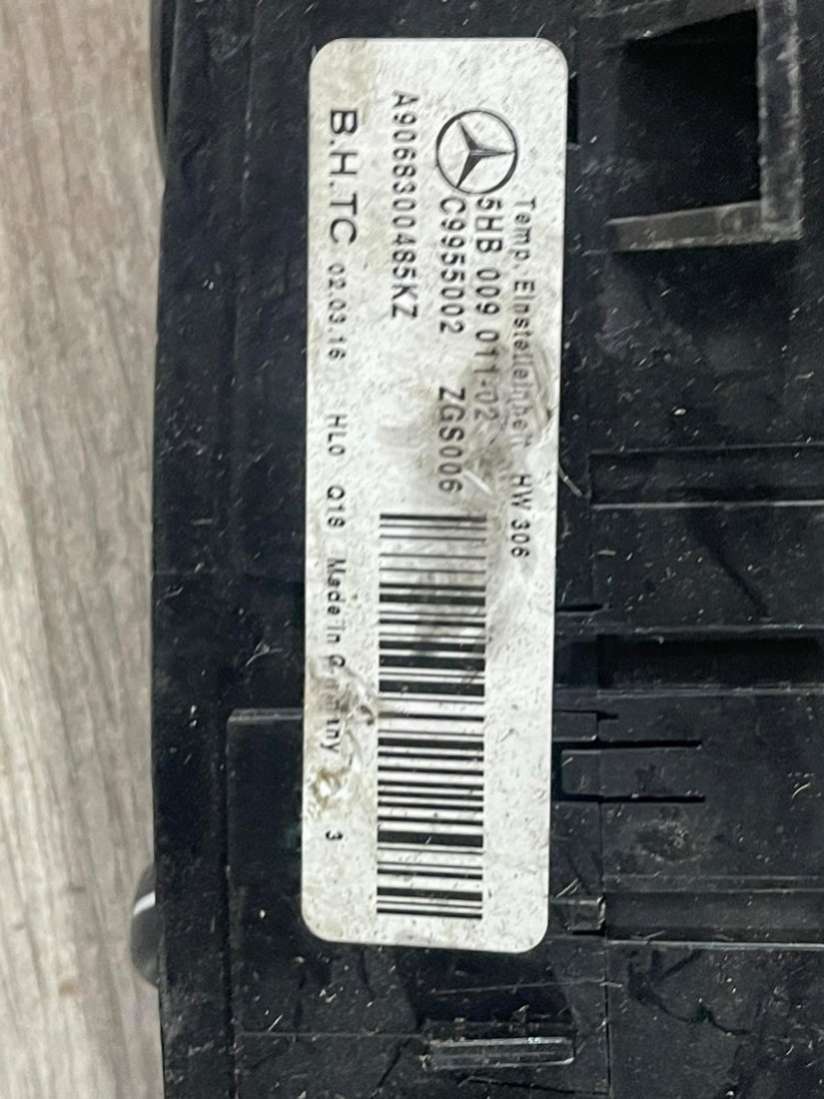 Temp. Einstelleinheit HW 306
5HB 009 011-02
C9955002 ZGS006
A9068300485KZ
B.H.TC 02.03.16 HL0 Q18 Made in Germany 3